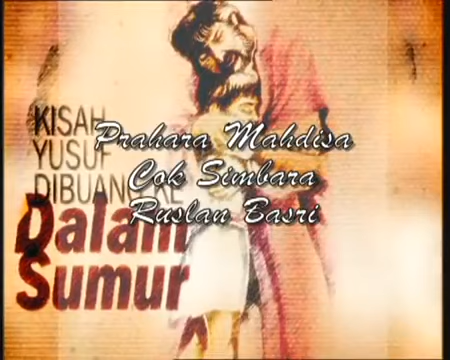 KISAH
YUSUF
DIBUANG KE
Dalam
Sumur
Prahara Mahdisa
Cok Simbara
Ruslan Basri